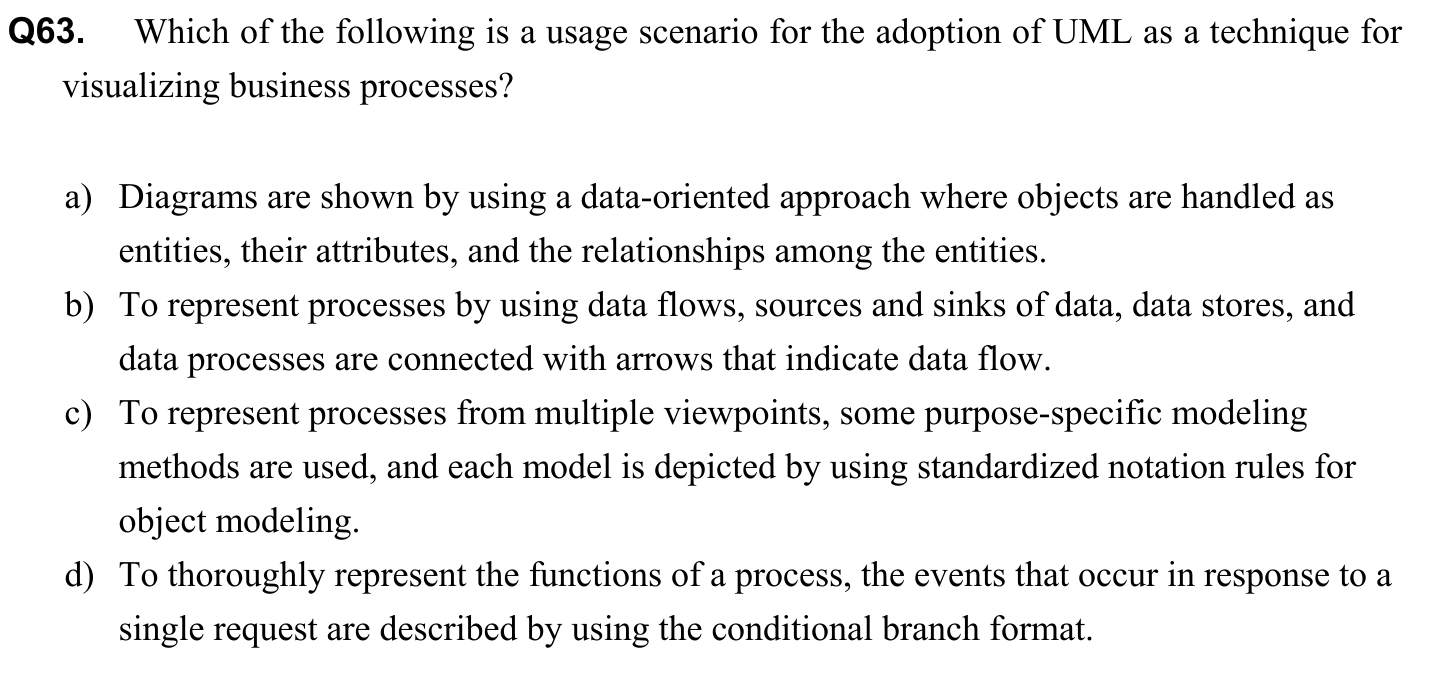 Q63. Which of the following is a usage scenario for the adoption of UML as a technique for
visualizing business processes?
a) Diagrams are shown by using a data-oriented approach where objects are handled as
entities, their attributes, and the relationships among the entities.
b) To represent processes by using data flows, sources and sinks of data, data stores, and
data processes are connected with arrows that indicate data flow.
c) To represent processes from multiple viewpoints, some purpose-specific modeling
methods are used, and each model is depicted by using standardized notation rules for
object modeling.
d) To thoroughly represent the functions of a process, the events that occur in response to a
single request are described by using the conditional branch format.